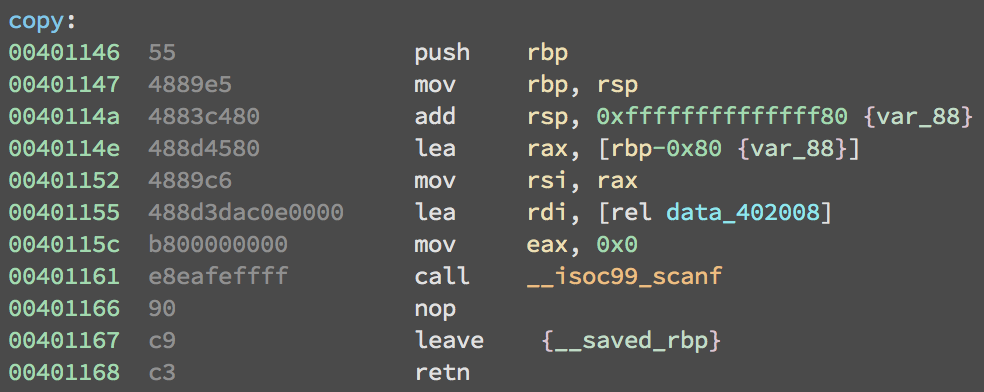 copy:
00401146 55 push rbp
00401147 4889e5 mov rbp, rsp
0040114a 4883c480 add rsp, 0xffffffffffffff80 {var_88}
0040114e 488d4580 lea rax, [rbp-0x80 {var_88}]
00401152 4889c6 mov rsi, rax
00401155 488d3dac0e0000 lea rdi, [rel data_402008]
0040115c b800000000 mov eax, 0x0
00401161 e8eafeffff call __isoc99_scanf
00401166 90 nop
00401167 c9 leave {__saved_rbp}
00401168 c3 retn